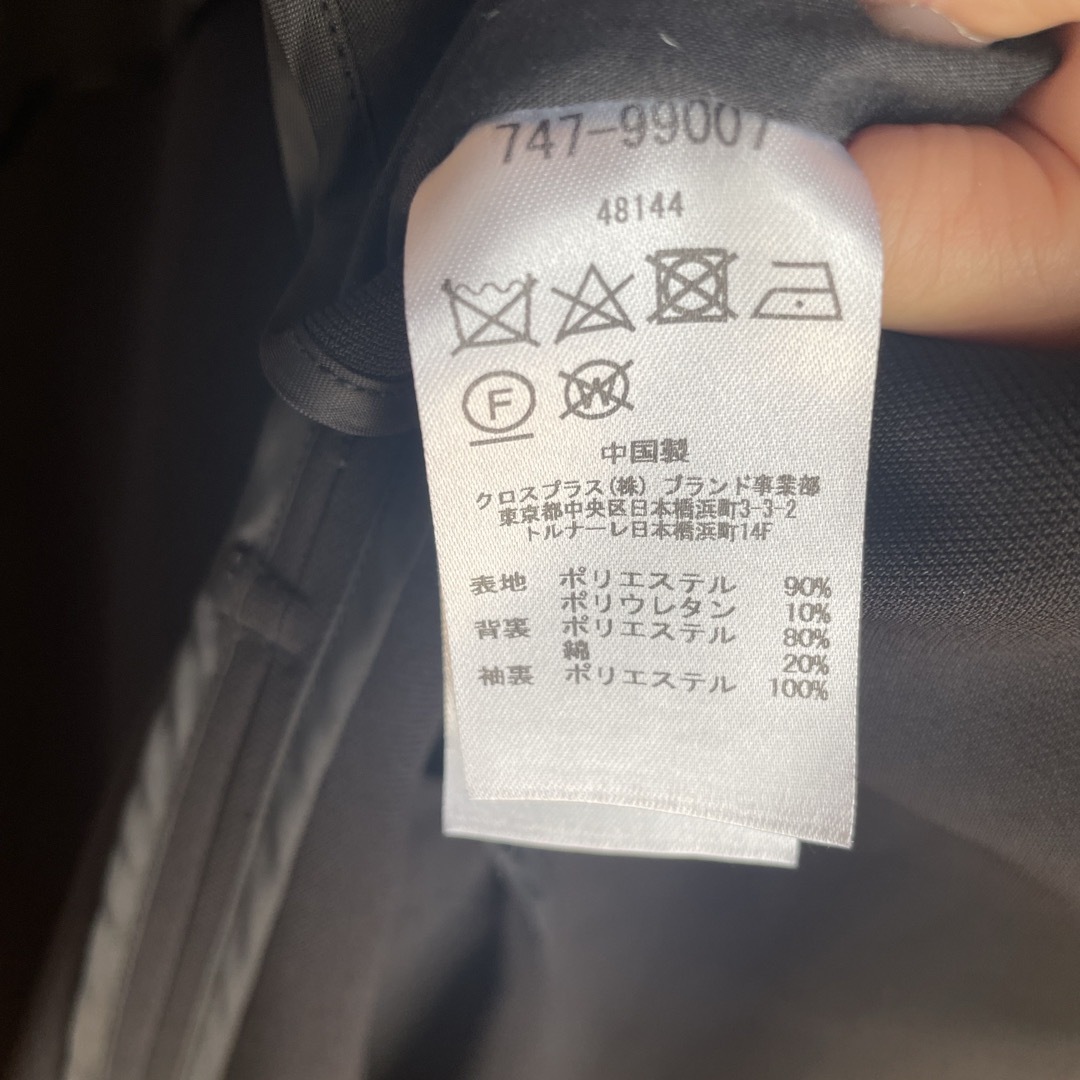 747-99007
48144
F
W
中国製
クロスプラス(株) ブランド事業部
東京都中央区日本橋浜町3-3-2
トルナーレ日本橋浜町14F
表地 ポリエステル 90%
ポリウレタン 10%
背裏 ポリエステル 80%
綿 20%
袖裏 ポリエステル 100%